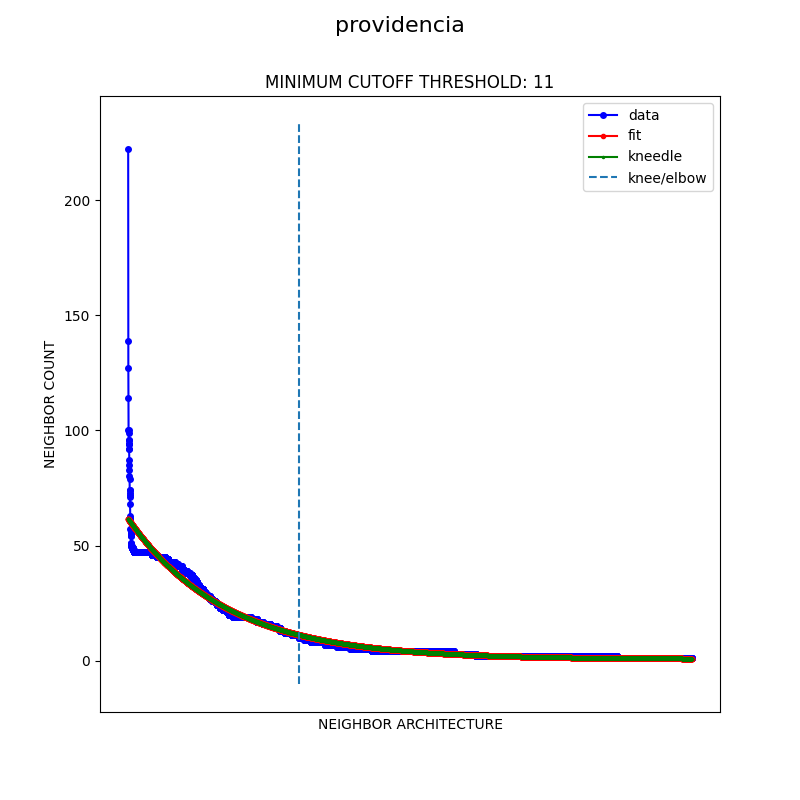 providencia
MINIMUM CUTOFF THRESHOLD: 11
data
fit
kneedle
knee/elbow
200
150
100
50
0
NEIGHBOR COUNT
NEIGHBOR ARCHITECTURE